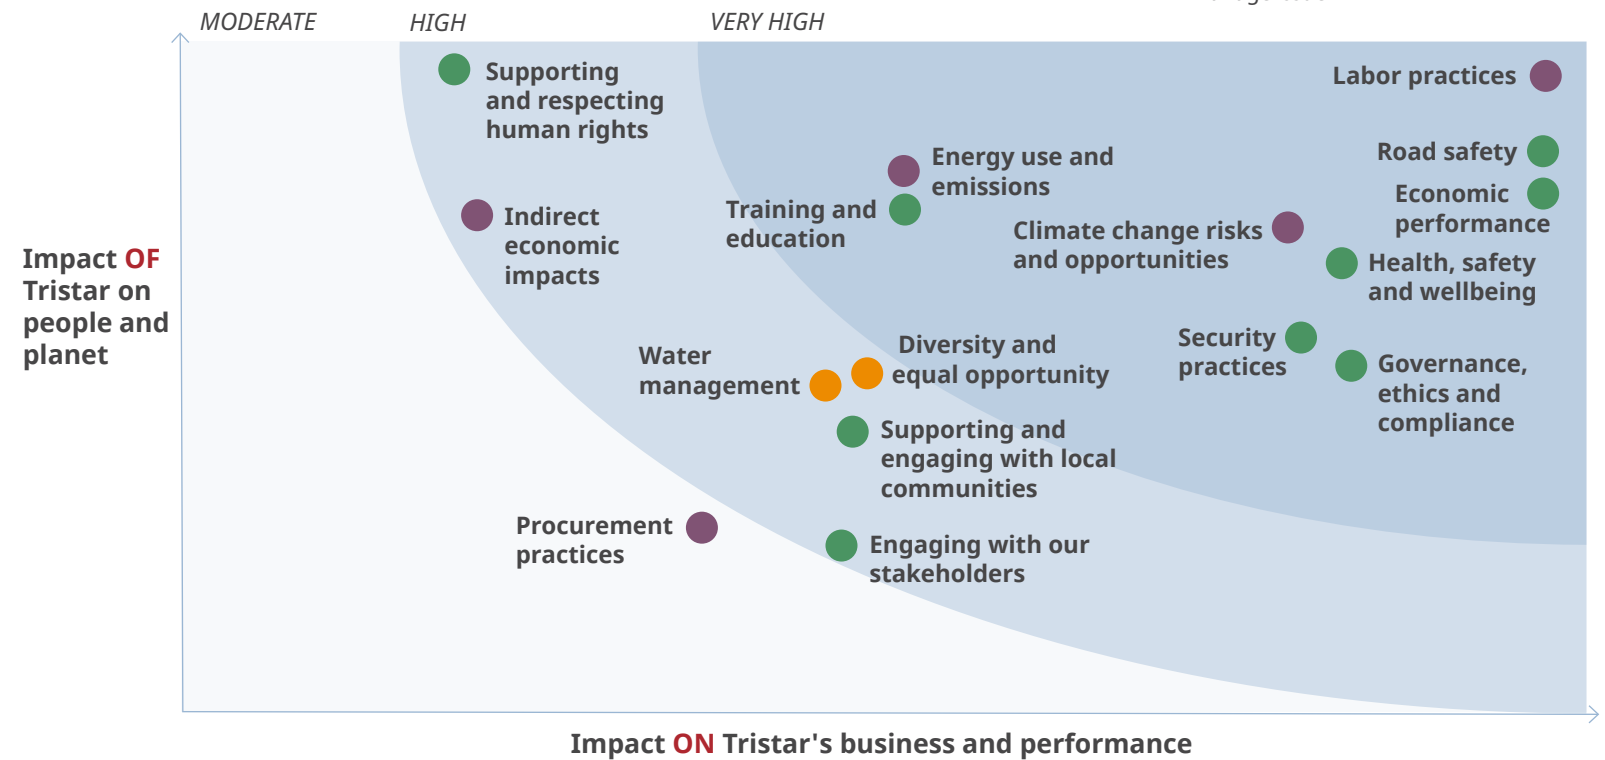 MODERATE
HIGH
VERY HIGH
Supporting
and respecting
human rights
Labor practices
Energy use and
emissions
Road safety
Training and
education
Economic
performance
Indirect
economic
impacts
Climate change risks
and opportunities
Health, safety
and wellbeing
Impact OF
Tristar on
people and
planet
Security
practices
Diversity and
equal opportunity
Water
management
Governance,
ethics and
compliance
Supporting and
engaging with local
communities
Procurement
practices
Engaging with our
stakeholders
Impact ON Tristar's business and performance